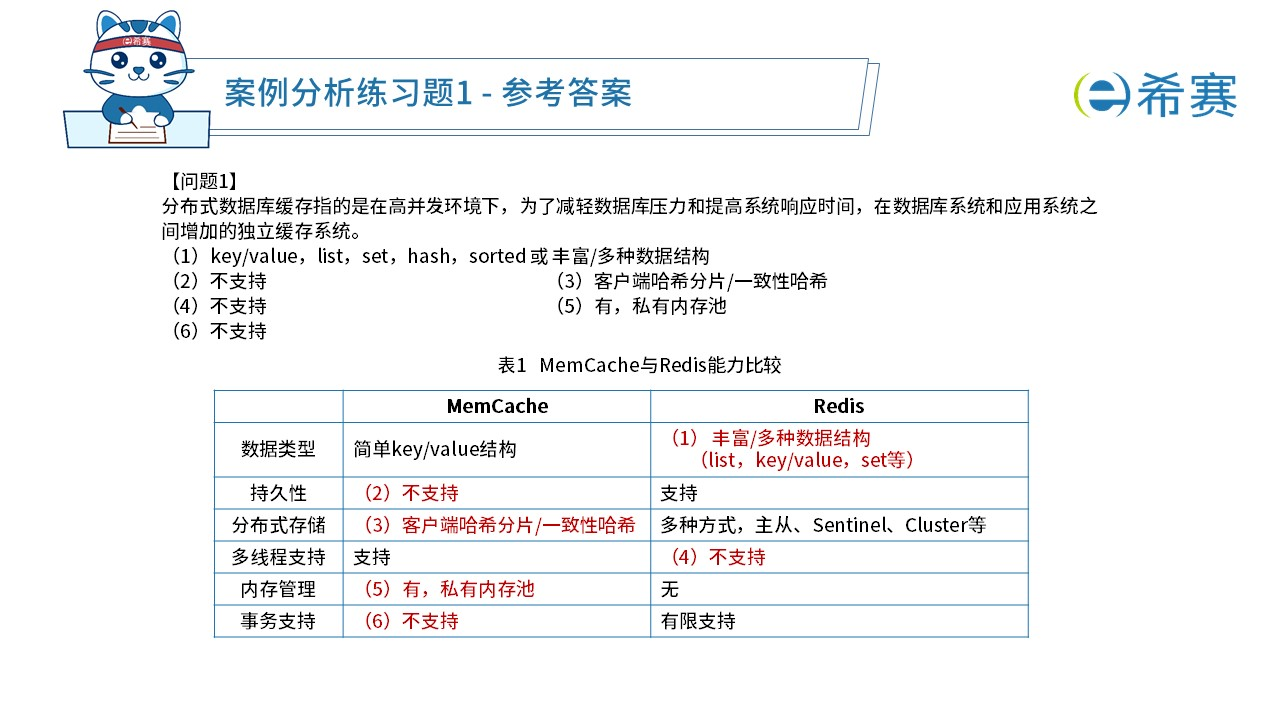 希赛
案例分析练习题1 - 参考答案
希赛
【问题1】
分布式数据库缓存指的是在高并发环境下，为了减轻数据库压力和提高系统响应时间，在数据库系统和应用系统之
间增加的独立缓存系统。
（1）key/value，list，set，hash，sorted 或 丰富/多种数据结构
（2）不支持 （3）客户端哈希分片/一致性哈希
（4）不支持 （5）有，私有内存池
（6）不支持
表1 MemCache与Redis能力比较
MemCache Redis
数据类型 简单key/value结构 （1） 丰富/多种数据结构
（list，key/value，set等）
持久性 （2）不支持 支持
分布式存储 （3）客户端哈希分片/一致性哈希 多种方式，主从、Sentinel、Cluster等
多线程支持 支持 （4）不支持
内存管理 （5）有，私有内存池 无
事务支持 （6）不支持 有限支持